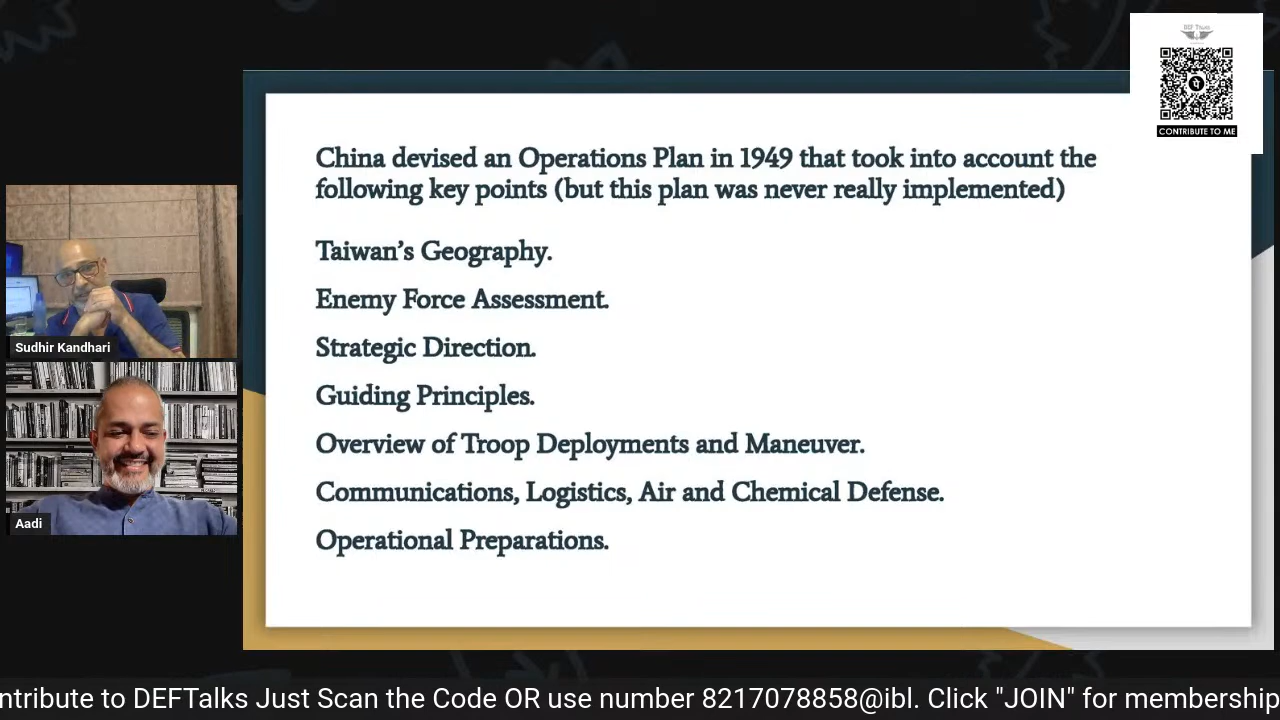 DEF Talks
CONTRIBUTE TO ME
China devised an Operations Plan in 1949 that took into account the
following key points (but this plan was never really implemented)
Taiwan’s Geography.
Enemy Force Assessment.
Strategic Direction.
Guiding Principles.
Overview of Troop Deployments and Maneuver.
Communications, Logistics, Air and Chemical Defense.
Operational Preparations.
Sudhir Kandhari
Aadi
ntribute to DEFTalks Just Scan the Code OR use number 8217078858@ibl. Click "JOIN" for membership